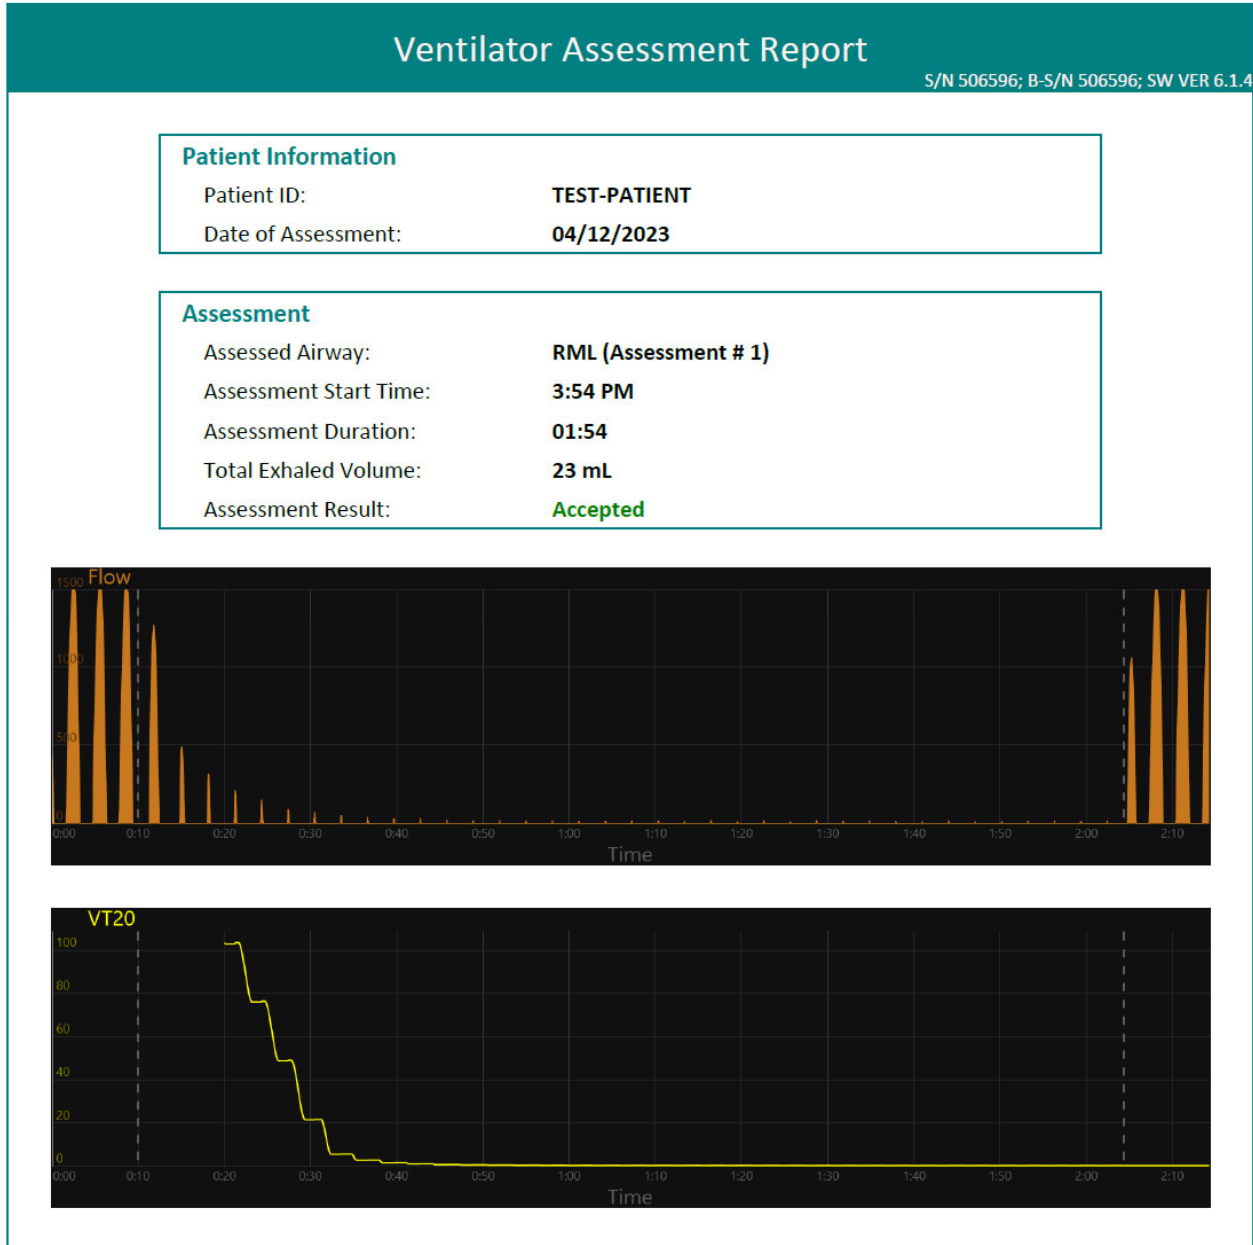 Ventilator Assessment Report
S/N 506596; B-S/N 506596; SW VER 6.1.4
Patient Information
Patient ID: TEST-PATIENT
Date of Assessment: 04/12/2023
Assessment
Assessed Airway: RML (Assessment # 1)
Assessment Start Time: 3:54 PM
Assessment Duration: 01:54
Total Exhaled Volume: 23 mL
Assessment Result: Accepted
1500 Flow
1000
500
0
0:00 0:10 0:20 0:30 0:40 0:50 1:00 1:10 1:20 1:30 1:40 1:50 2:00 2:10
Time
VT20
100
80
60
40
20
0
0:00 0:10 0:20 0:30 0:40 0:50 1:00 1:10 1:20 1:30 1:40 1:50 2:00 2:10
Time